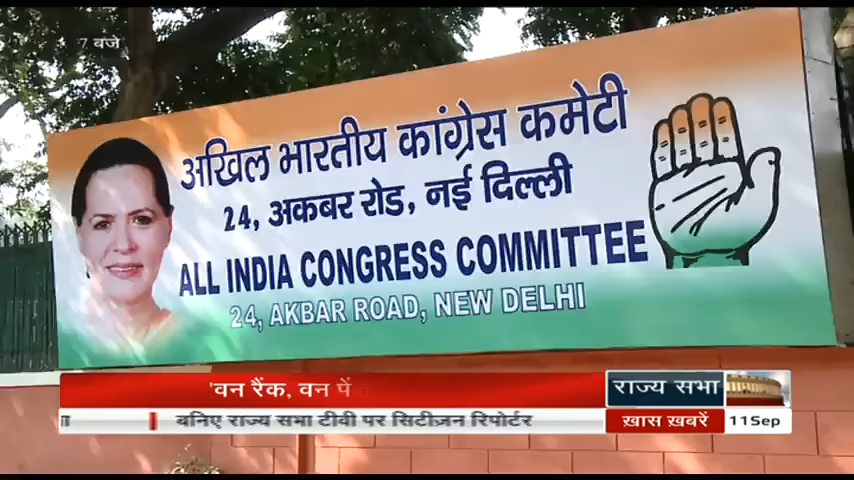 7 बजे
अखिल भारतीय कांग्रेस कमेटी
24, अकबर रोड, नई दिल्ली
ALL INDIA CONGRESS COMMITTEE
24, AKBAR ROAD, NEW DELHI
'वन रैंक, वन पें
राज्य सभा
बनिए राज्य सभा टीवी पर सिटीज़न रिपोर्टर
ख़ास ख़बरें
11Sep